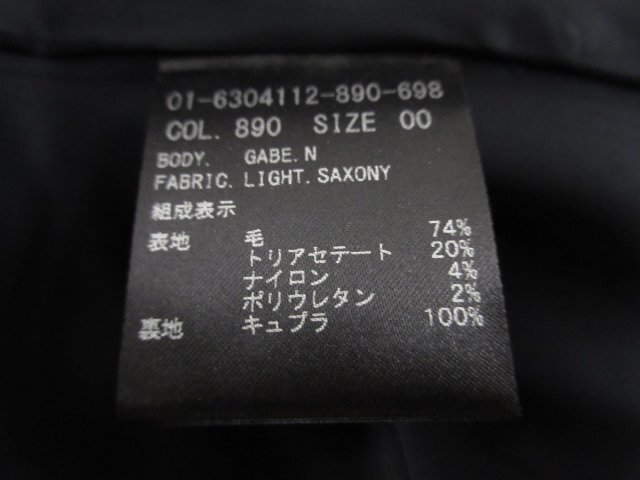 01-6304112-890-698
COL. 890 SIZE 00
BODY. GABE.N
FABRIC. LIGHT.SAXONY
組成表示
表地 毛 74%
トリアセテート 20%
ナイロン 4%
ポリウレタン 2%
裏地 キュプラ 100%